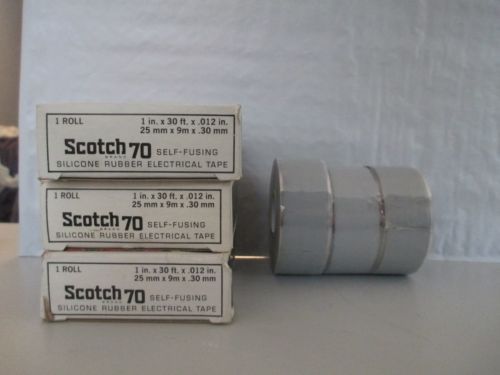 1 ROLL 1 in. x 30 ft. x .012 in.
25 mm x 9m x .30 mm
Scotch 70 SELF-FUSING
BRAND
SILICONE RUBBER ELECTRICAL TAPE
1 ROLL 1 in. x 30 ft. x .012 in.
25 mm x 9m x .30 mm
Scotch 70 SELF-FUSING
BRAND
SILICONE RUBBER ELECTRICAL TAPE
1 ROLL 1 in. x 30 ft. x .012 in.
25 mm x 9m x .30 mm
Scotch 70 SELF-FUSING
BRAND
SILICONE RUBBER ELECTRICAL TAPE